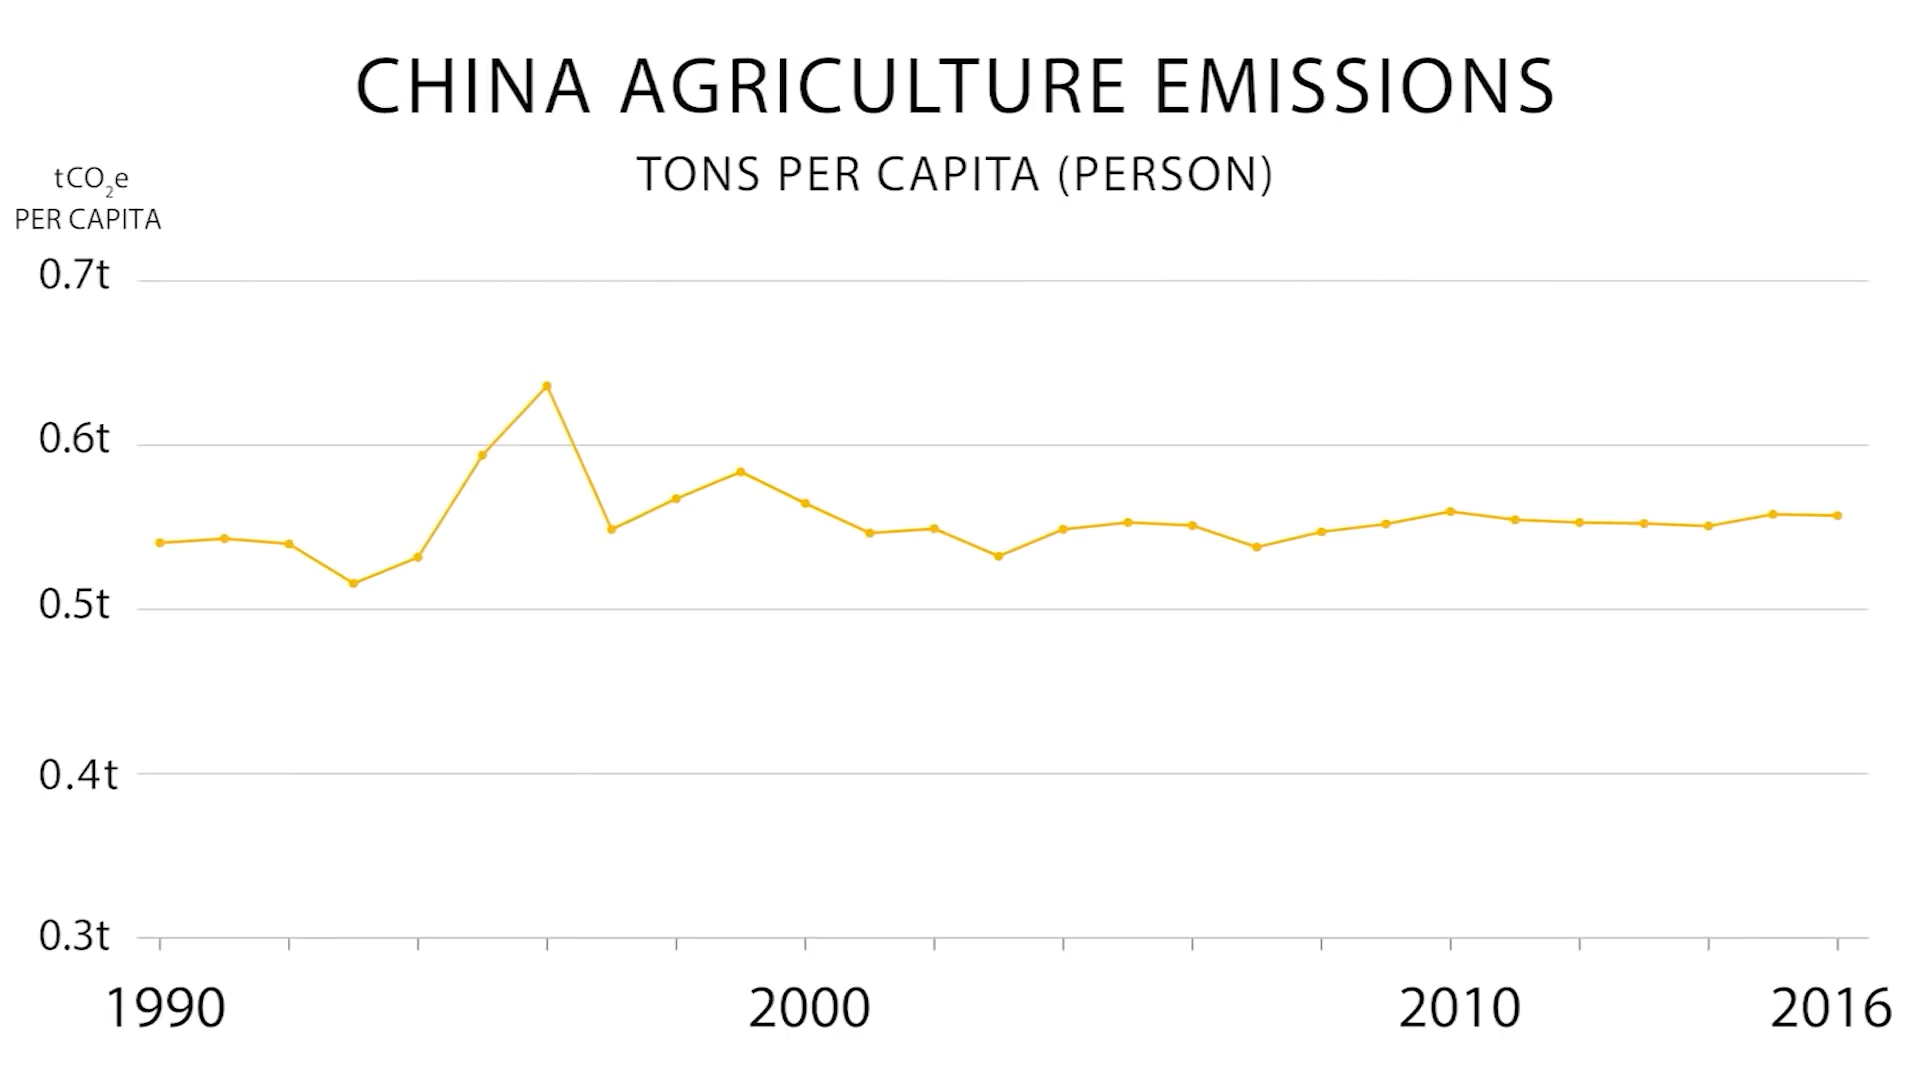 CHINA AGRICULTURE EMISSIONS
TONS PER CAPITA (PERSON)
tCO₂e
PER CAPITA
0.7t
0.6t
0.5t
0.4t
0.3t
1990 2000 2010 2016